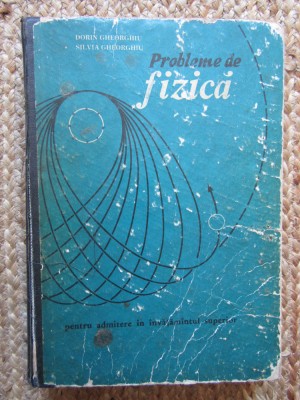 DORIN GHEORGHIU
SILVIA GHEORGHIU
Probleme de
fizică
pentru admitere în învățămîntul superior